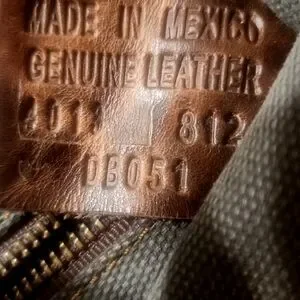 MADE IN MEXICO
GENUINE LEATHER
812
DB051